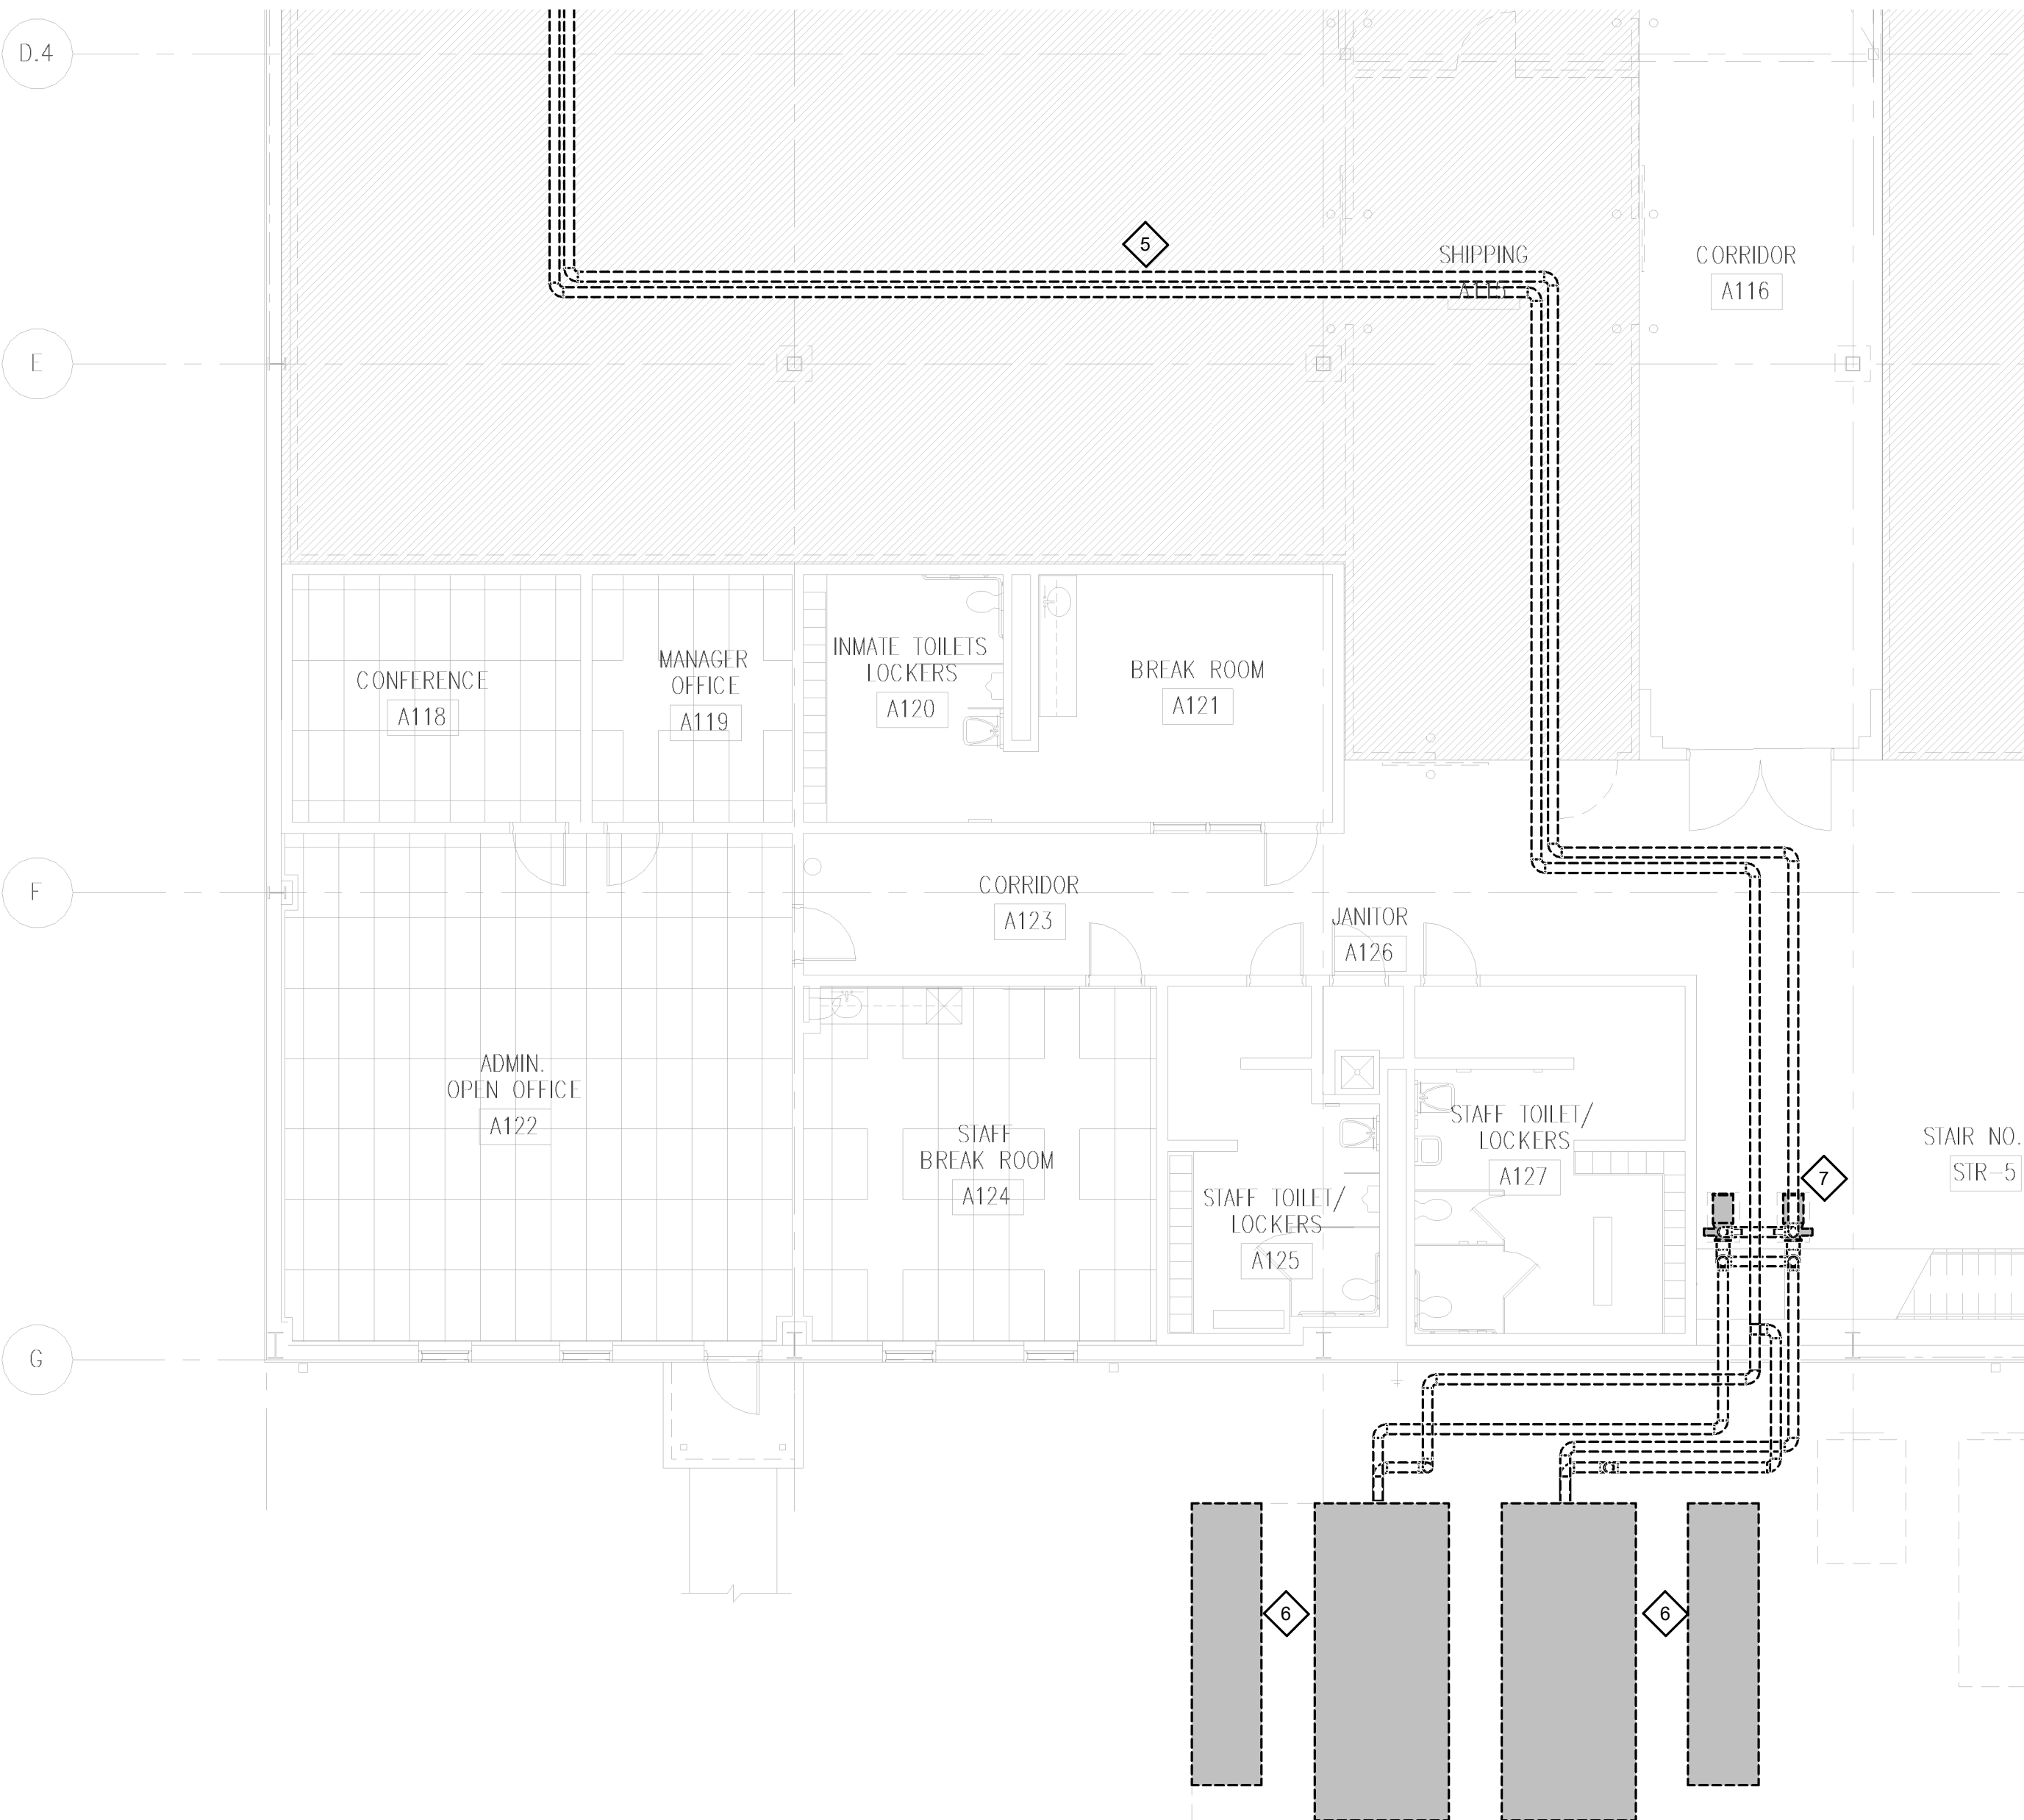 D.4
5
SHIPPING
A115
CORRIDOR
A116
E
CONFERENCE
A118
MANAGER
OFFICE
A119
INMATE TOILETS
LOCKERS
A120
BREAK ROOM
A121
F
CORRIDOR
A123
JANITOR
A126
ADMIN.
OPEN OFFICE
A122
STAFF
BREAK ROOM
A124
STAFF TOILET/
LOCKERS
A125
STAFF TOILET/
LOCKERS
A127
STAIR NO.
STR-5
7
G
6
6